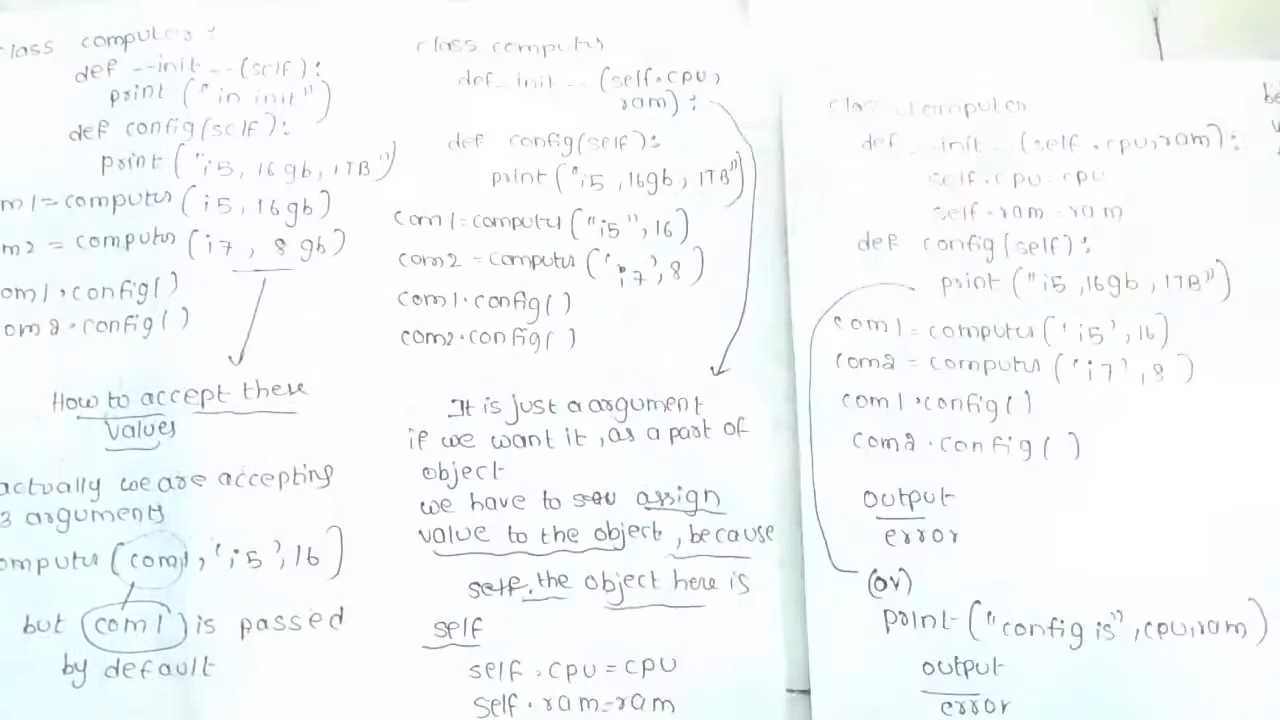 class computer:
def __init__(self):
print ("in init")
def config(self):
print ("i5, 16gb, 1TB")
m1=computer (i5, 16gb)
m2 = computer (i7, 8 gb)
om1.config()
om2.config()
How to accept these
values
actually we are accepting
3 arguments
omputer (com1, 'i5', 16)
but com1 is passed
by default
class computer
def __init__ (self.cpu,
ram):
def config(self):
print ("i5, 16gb, 1TB")
com1=computer ("i5", 16)
com2 = computer ('i7', 8)
com1.config()
com2.config()
It is just a argument
if we want it, as a part of
object
we have to assign
value to the object, because
the object here is
self
self.cpu = cpu
self.ram=ram
class computer
def __init__ (self.cpu,ram):
self.cpu=cpu
self.ram=ram
def config(self):
print ("i5,16gb,1TB")
com1=computer('i5',16)
com2=computer('i7',8)
com1.config()
com2.config()
output
error
(or)
print ("config is", cpu,ram)
output
error